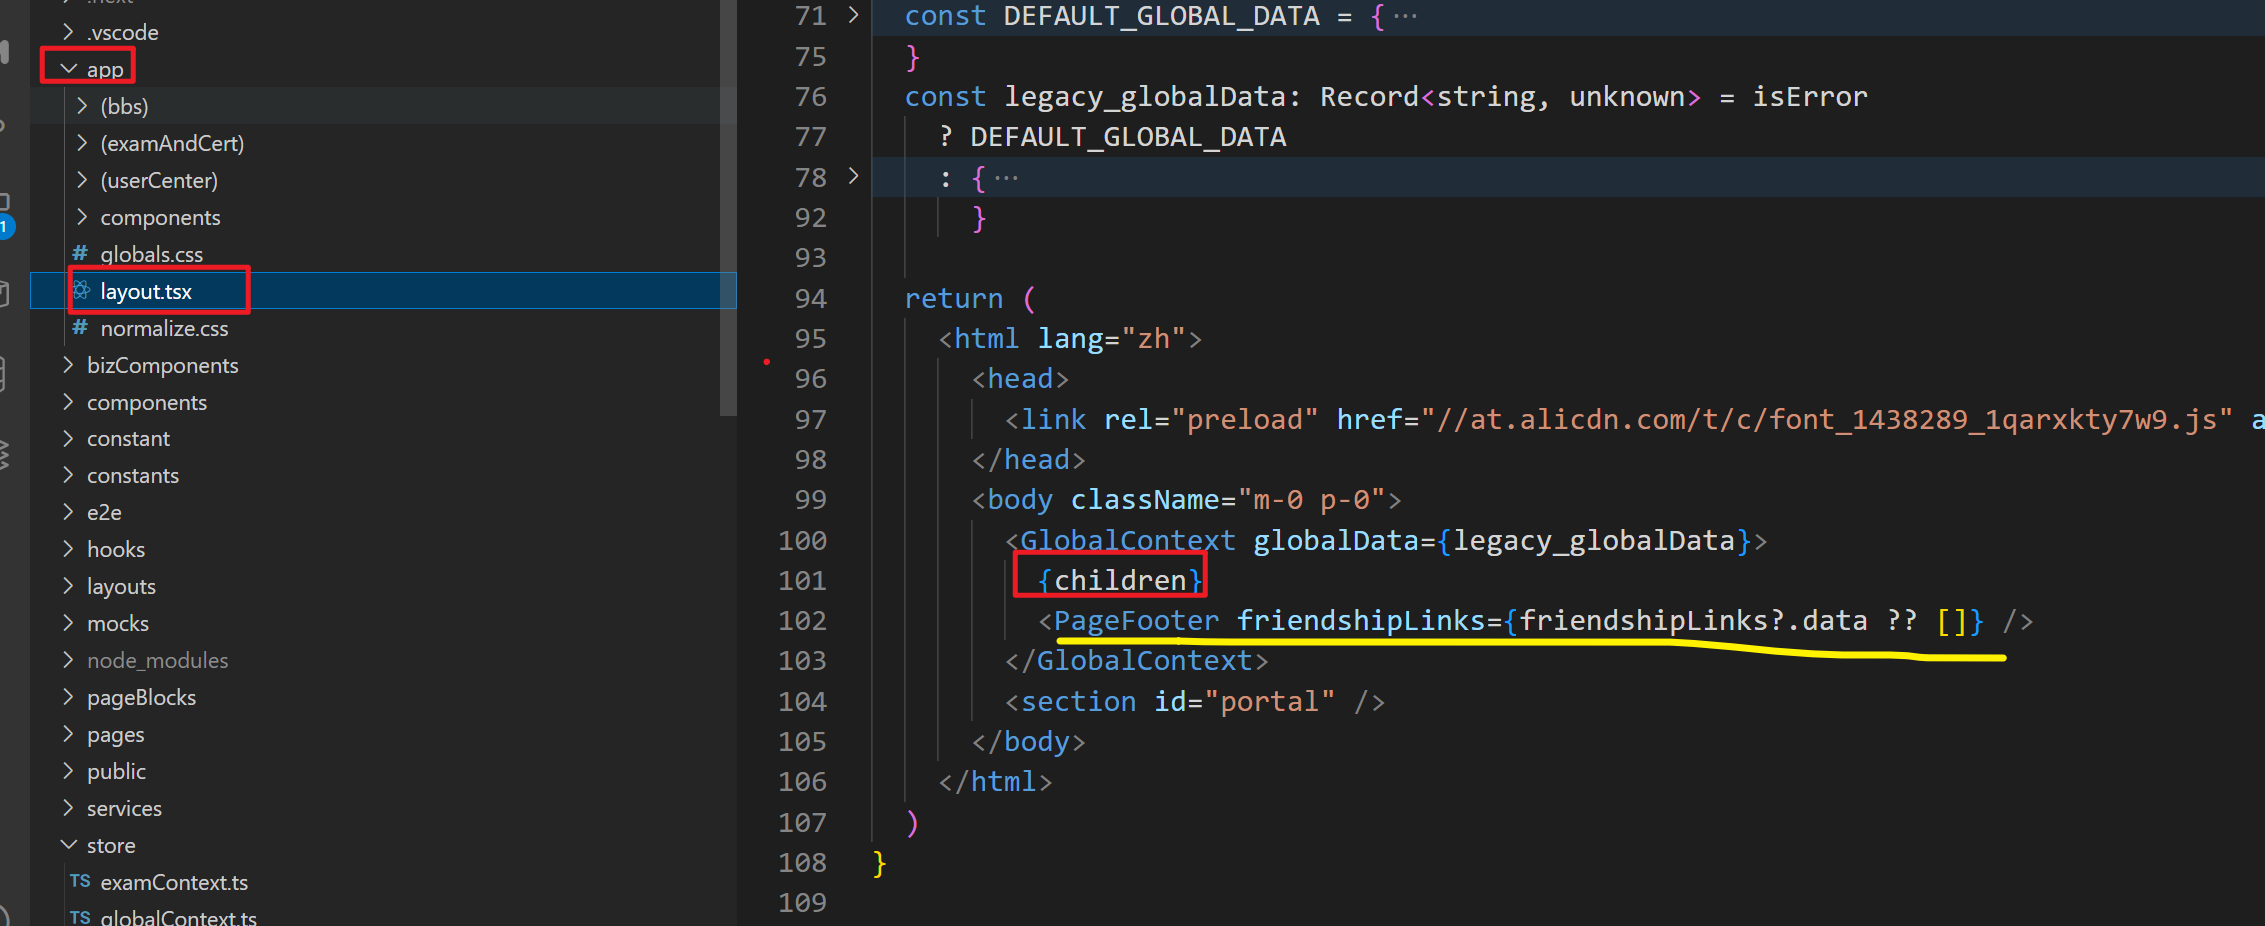 .next
.vscode
app
(bbs)
(examAndCert)
(userCenter)
components
# globals.css
layout.tsx
# normalize.css
bizComponents
components
constant
constants
e2e
hooks
layouts
mocks
node_modules
pageBlocks
pages
public
services
store
TS examContext.ts
TS globalContext.ts
1
71 const DEFAULT_GLOBAL_DATA = { ···
75 }
76 const legacy_globalData: Record<string, unknown> = isError
77 ? DEFAULT_GLOBAL_DATA
78 : { ···
92 }
93
94 return (
95 <html lang="zh">
96 <head>
97 <link rel="preload" href="//at.alicdn.com/t/c/font_1438289_1qarxkty7w9.js" a
98 </head>
99 <body className="m-0 p-0">
100 <GlobalContext globalData={legacy_globalData}>
101 {children}
102 <PageFooter friendshipLinks={friendshipLinks?.data ?? []} />
103 </GlobalContext>
104 <section id="portal" />
105 </body>
106 </html>
107 )
108 }
109